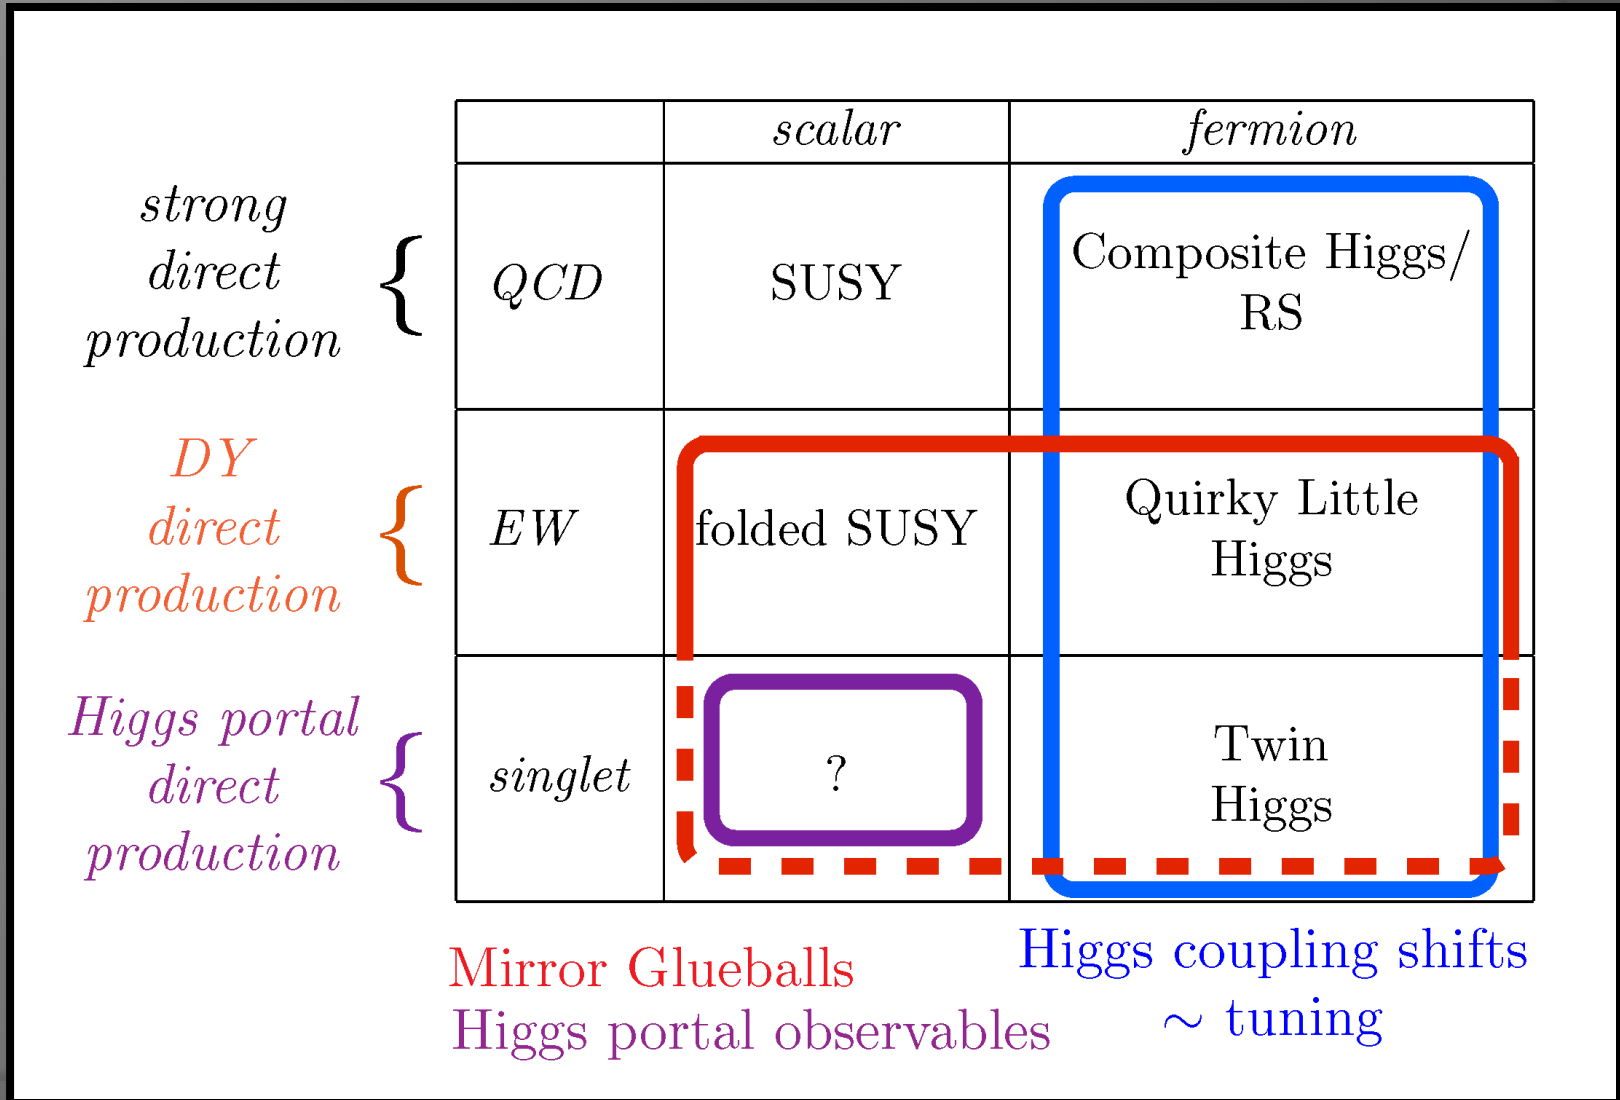 scalar fermion
strong
direct
production
{
QCD
SUSY
Composite Higgs/
RS
DY
direct
production
{
EW
folded SUSY
Quirky Little
Higgs
Higgs portal
direct
production
{
singlet
?
Twin
Higgs
Mirror Glueballs
Higgs portal observables
Higgs coupling shifts
~ tuning